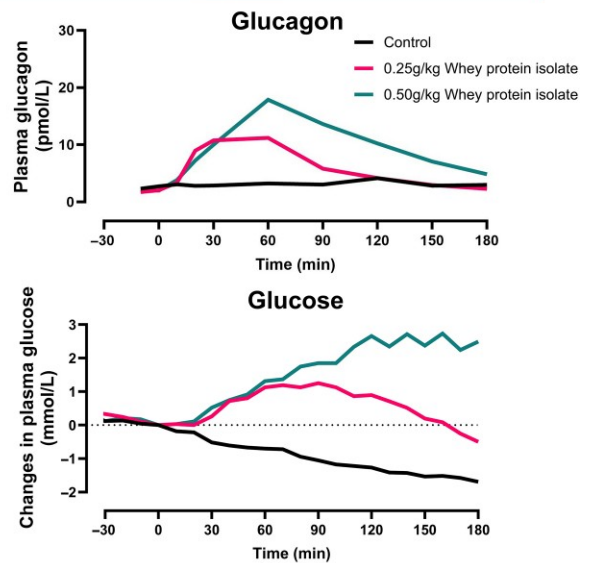 Glucagon
Plasma glucagon
(pmol/L)
30
20
10
0
Control
0.25g/kg Whey protein isolate
0.50g/kg Whey protein isolate
−30 0 30 60 90 120 150 180
Time (min)
Glucose
Changes in plasma glucose
(mmol/L)
3
2
1
0
−1
−2
−30 0 30 60 90 120 150 180
Time (min)